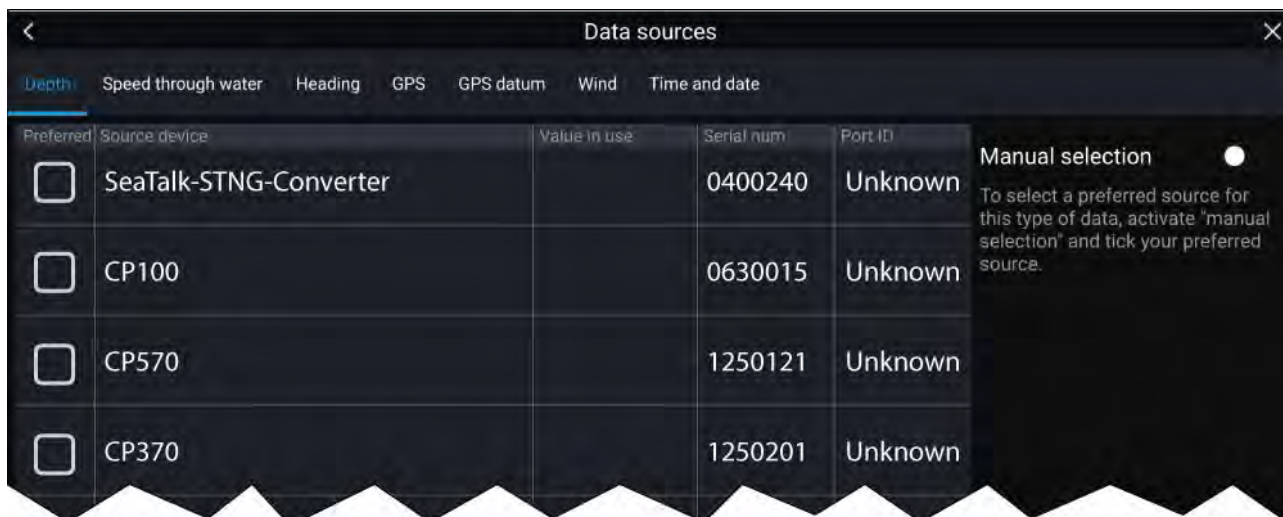 Data sources
Depth Speed through water Heading GPS GPS datum Wind Time and date
Preferred Source device Value in use Serial num Port ID
SeaTalk-STNG-Converter 0400240 Unknown
CP100 0630015 Unknown
CP570 1250121 Unknown
CP370 1250201 Unknown
Manual selection
To select a preferred source for
this type of data, activate "manual
selection" and tick your preferred
source.